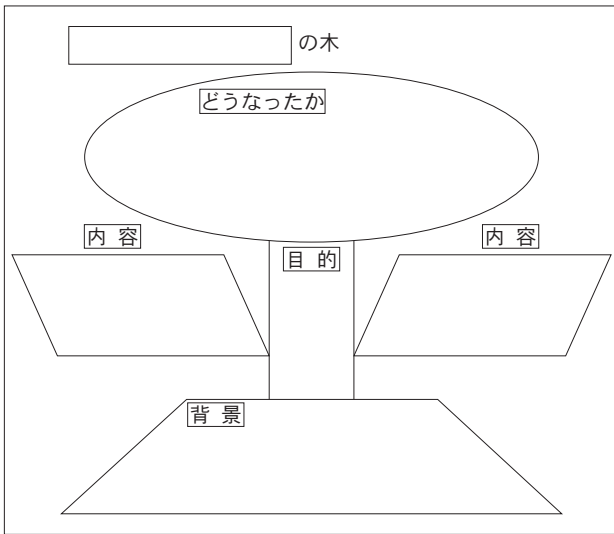 の木
どうなったか
内 容
内 容
目 的
背 景